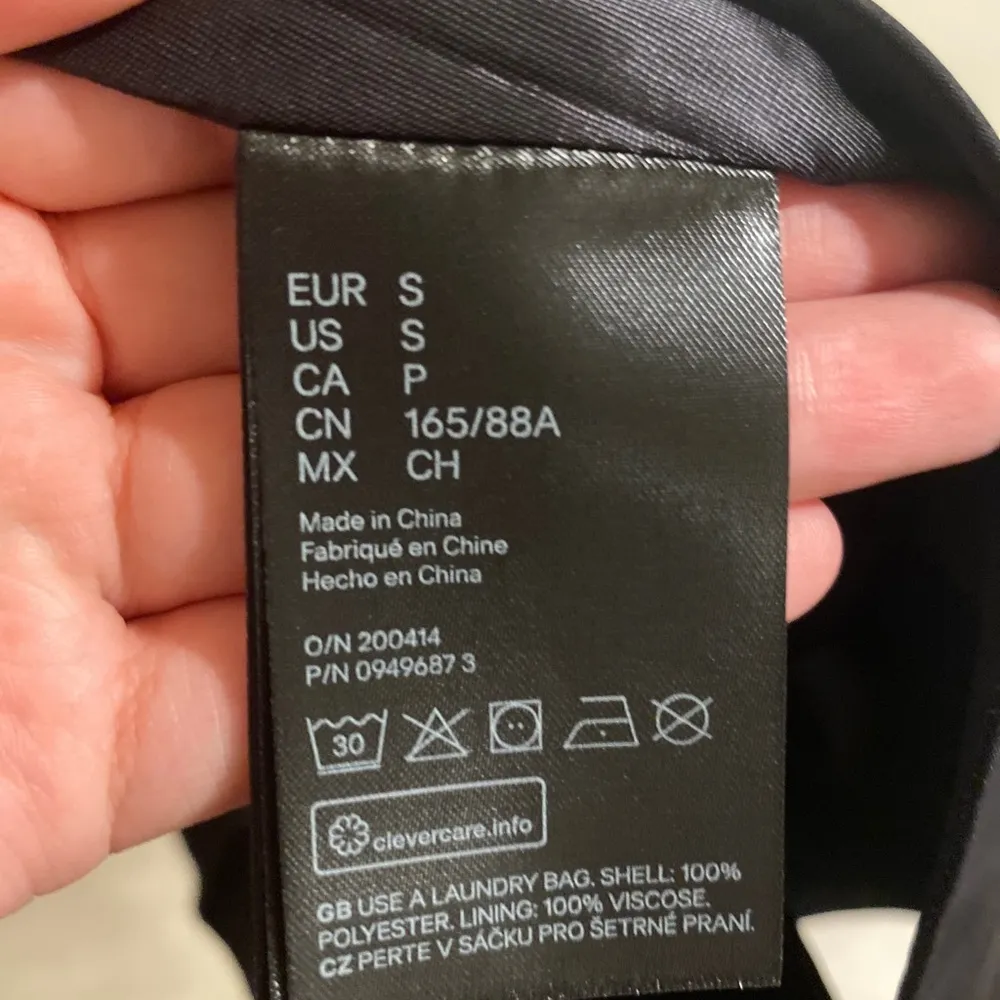 EUR S
US S
CA P
CN 165/88A
MX CH
Made in China
Fabriqué en Chine
Hecho en China
O/N 200414
P/N 0949687 3
30
clevercare.info
GB USE A LAUNDRY BAG. SHELL: 100%
POLYESTER. LINING: 100% VISCOSE.
CZ PERTE V SÁČKU PRO ŠETRNÉ PRANÍ.